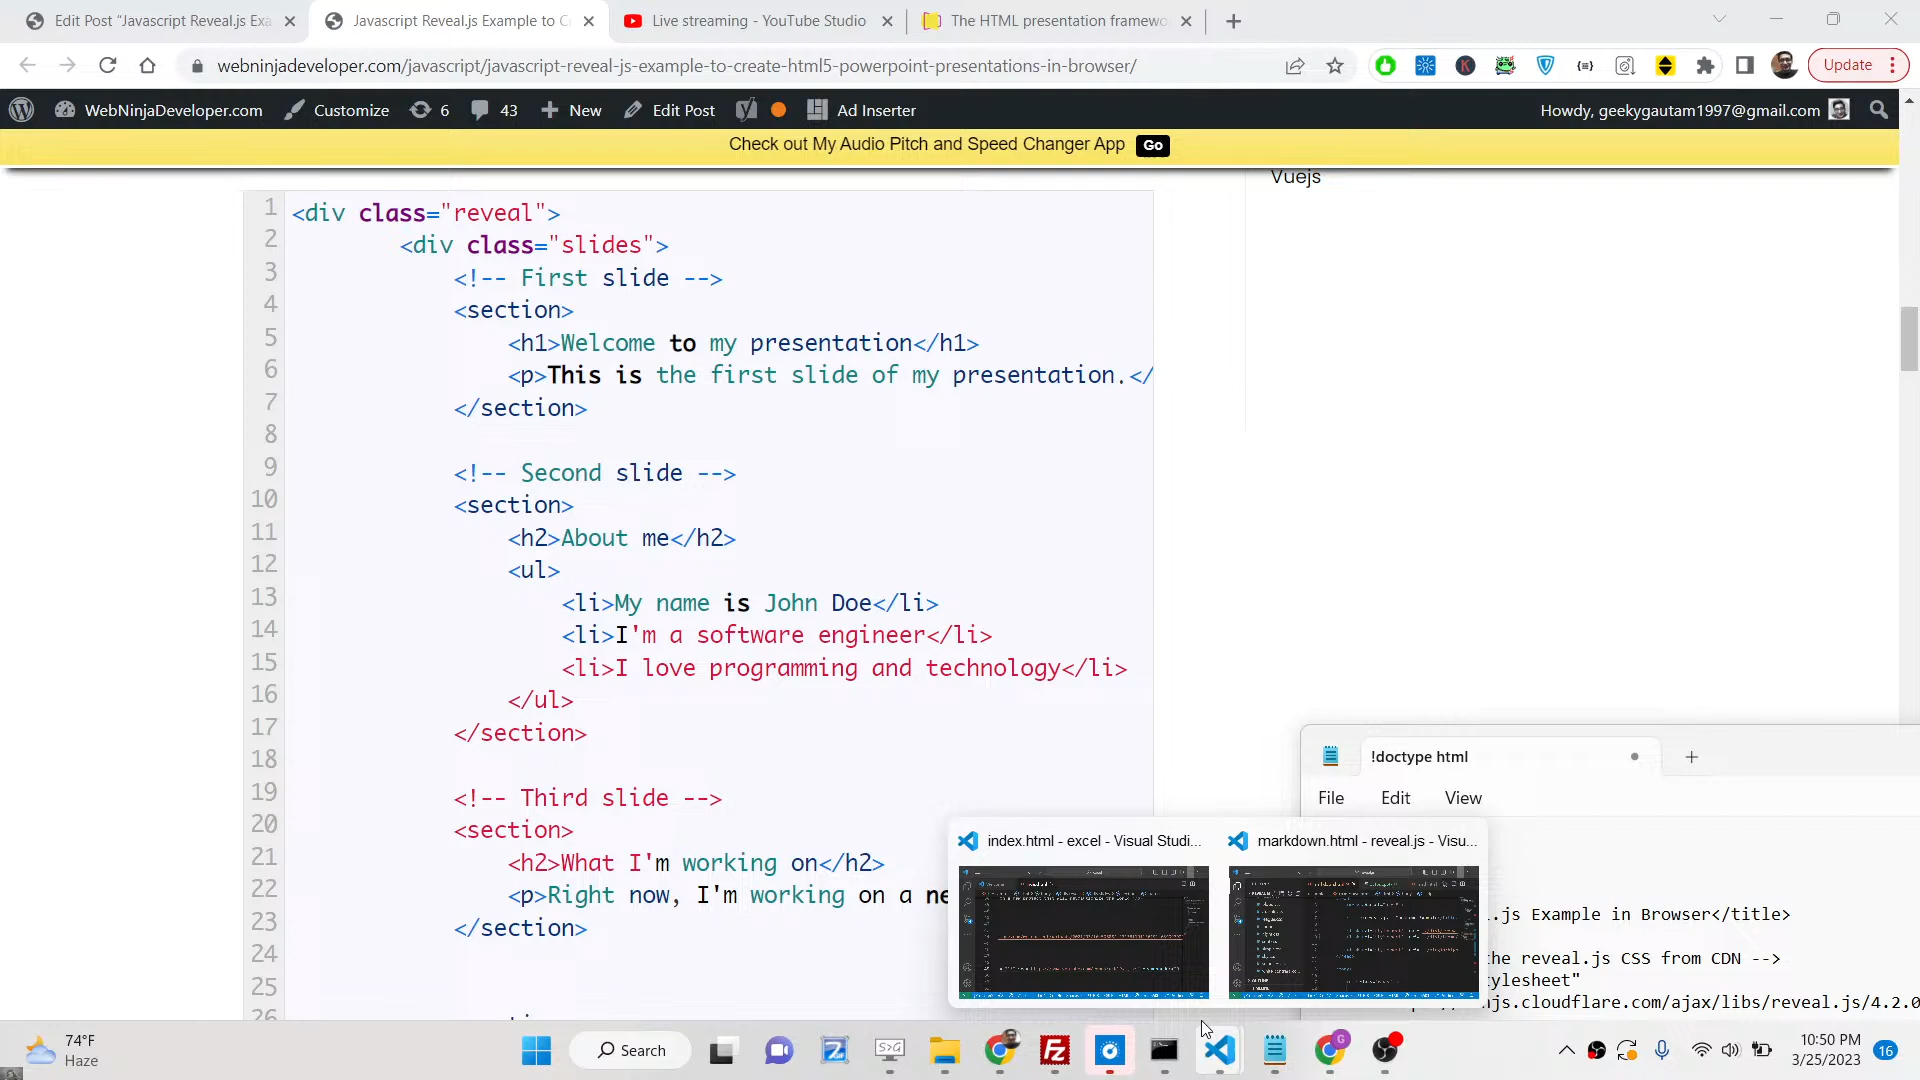 Edit Post “Javascript Reveal.js Exa
Javascript Reveal.js Example to C
Live streaming - YouTube Studio
The HTML presentation framewo
webninjadeveloper.com/javascript/javascript-reveal-js-example-to-create-html5-powerpoint-presentations-in-browser/
Update
WebNinjaDeveloper.com
Customize
6
43
New
Edit Post
Ad Inserter
Howdy, geekygautam1997@gmail.com
Check out My Audio Pitch and Speed Changer App
Go
Vuejs
1 <div class="reveal">
2 <div class="slides">
3 <!-- First slide -->
4 <section>
5 <h1>Welcome to my presentation</h1>
6 <p>This is the first slide of my presentation.</
7 </section>
8
9 <!-- Second slide -->
10 <section>
11 <h2>About me</h2>
12 <ul>
13 <li>My name is John Doe</li>
14 <li>I'm a software engineer</li>
15 <li>I love programming and technology</li>
16 </ul>
17 </section>
18
19 <!-- Third slide -->
20 <section>
21 <h2>What I'm working on</h2>
22 <p>Right now, I'm working on a ne
23 </section>
24
25
26
!doctype html
File Edit View
.js Example in Browser</title>
he reveal.js CSS from CDN -->
ylesheet"
js.cloudflare.com/ajax/libs/reveal.js/4.2.0
index.html - excel - Visual Studi...
markdown.html - reveal.js - Visu...
74°F
Haze
Search
10:50 PM
3/25/2023
16